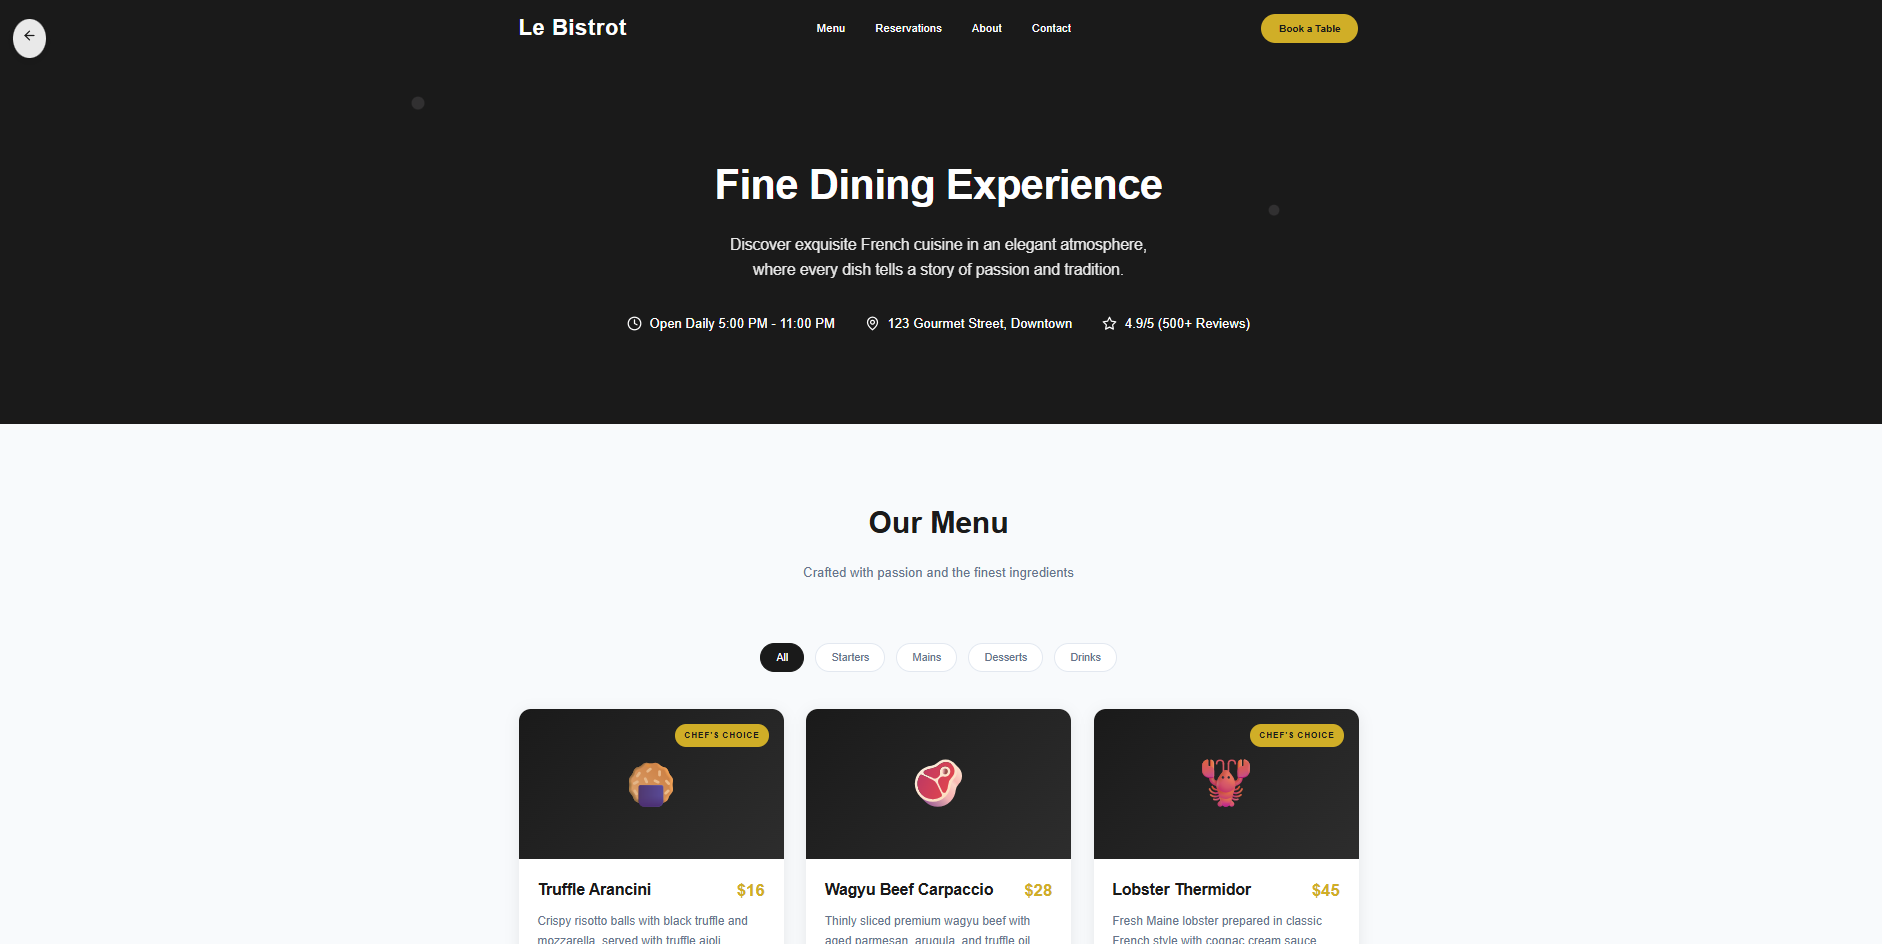 Le Bistrot
Menu
Reservations
About
Contact
Book a Table
Fine Dining Experience
Discover exquisite French cuisine in an elegant atmosphere,
where every dish tells a story of passion and tradition.
Open Daily 5:00 PM - 11:00 PM
123 Gourmet Street, Downtown
4.9/5 (500+ Reviews)
Our Menu
Crafted with passion and the finest ingredients
All
Starters
Mains
Desserts
Drinks
CHEF'S CHOICE
Truffle Arancini
$16
Crispy risotto balls with black truffle and
mozzarella, served with truffle aioli
Wagyu Beef Carpaccio
$28
Thinly sliced premium wagyu beef with
aged parmesan, arugula, and truffle oil
CHEF'S CHOICE
Lobster Thermidor
$45
Fresh Maine lobster prepared in classic
French style with cognac cream sauce